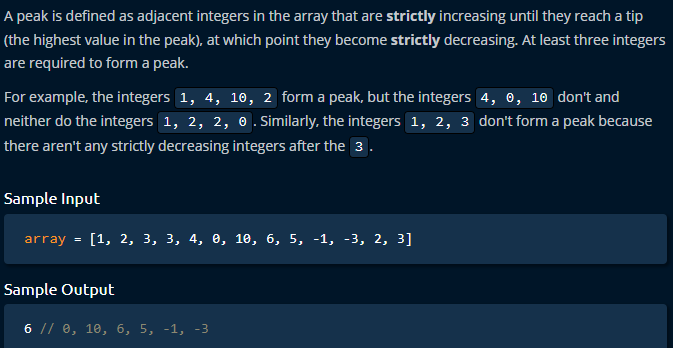 A peak is defined as adjacent integers in the array that are strictly increasing until they reach a tip
(the highest value in the peak), at which point they become strictly decreasing. At least three integers
are required to form a peak.
For example, the integers 1, 4, 10, 2 form a peak, but the integers 4, 0, 10 don't and
neither do the integers 1, 2, 2, 0. Similarly, the integers 1, 2, 3 don't form a peak because
there aren't any strictly decreasing integers after the 3.
Sample Input
array = [1, 2, 3, 3, 4, 0, 10, 6, 5, -1, -3, 2, 3]
Sample Output
6 // 0, 10, 6, 5, -1, -3